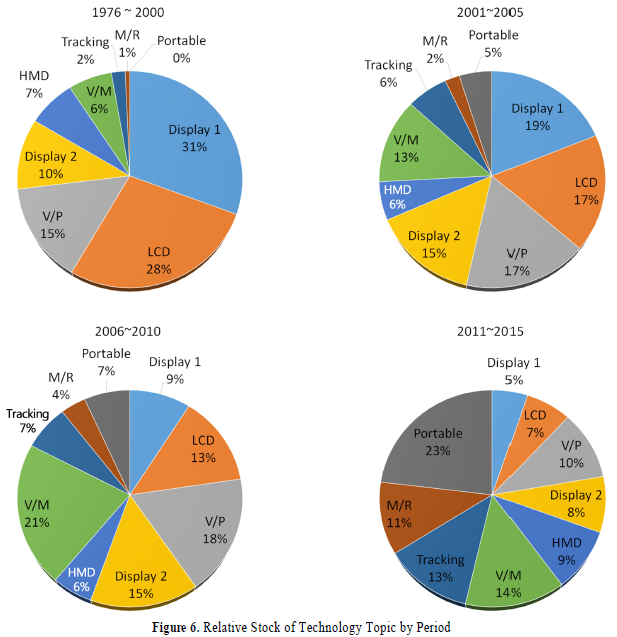 1976 ~ 2000
Portable
0%
M/R
1%
Tracking
2%
HMD
7%
V/M
6%
Display 1
31%
Display 2
10%
V/P
15%
LCD
28%
2001~2005
Portable
5%
M/R
2%
Tracking
6%
Display 1
19%
V/M
13%
LCD
17%
HMD
6%
Display 2
15%
V/P
17%
2006~2010
Portable
7%
Display 1
9%
M/R
4%
Tracking
7%
LCD
13%
V/M
21%
V/P
18%
HMD
6%
Display 2
15%
2011~2015
Display 1
5%
LCD
7%
Portable
23%
V/P
10%
Display 2
8%
M/R
11%
HMD
9%
Tracking
13%
V/M
14%
Figure 6. Relative Stock of Technology Topic by Period